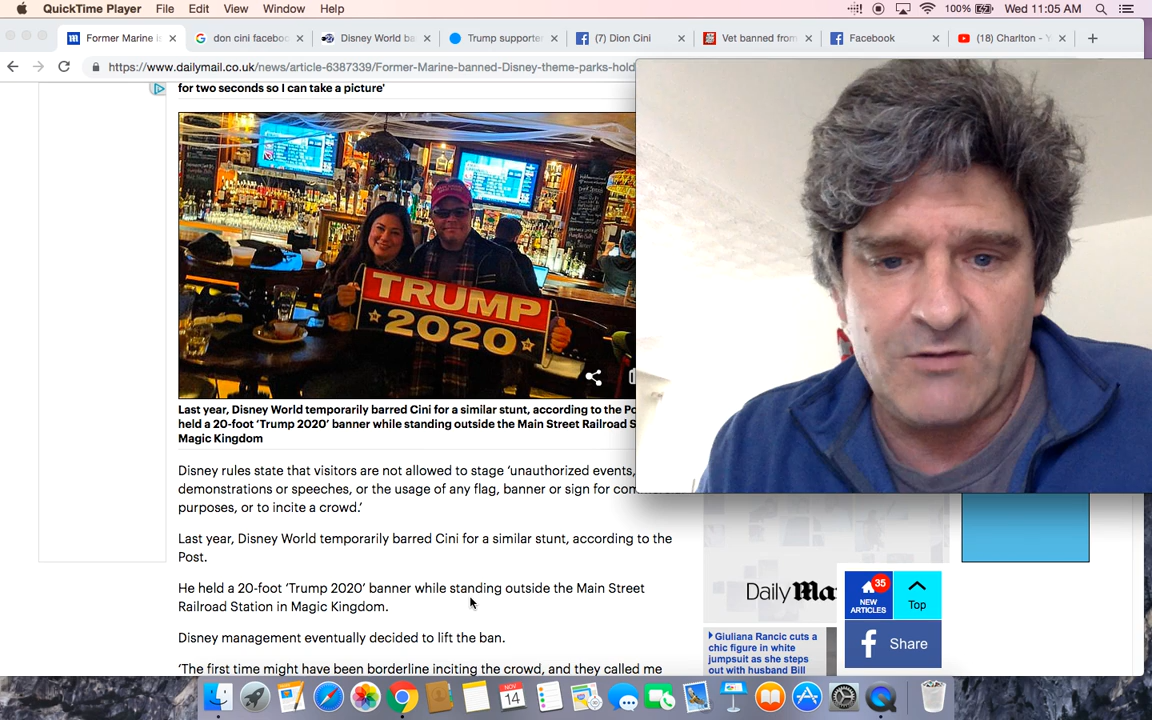 QuickTime Player File Edit View Window Help 100% Wed 11:05 AM
Former Marine is don cini faceboo Disney World ba Trump supporte (7) Dion Cini Vet banned from Facebook (18) Charlton - Y
https://www.dailymail.co.uk/news/article-6387339/Former-Marine-banned-Disney-theme-parks-hold
for two seconds so I can take a picture'
TRUMP
2020
Last year, Disney World temporarily barred Cini for a similar stunt, according to the Po
held a 20-foot 'Trump 2020' banner while standing outside the Main Street Railroad S
Magic Kingdom
Disney rules state that visitors are not allowed to stage 'unauthorized events,
demonstrations or speeches, or the usage of any flag, banner or sign for com
purposes, or to incite a crowd.'
Last year, Disney World temporarily barred Cini for a similar stunt, according to the
Post.
He held a 20-foot 'Trump 2020' banner while standing outside the Main Street
Railroad Station in Magic Kingdom.
Disney management eventually decided to lift the ban.
'The first time might have been borderline inciting the crowd, and they called me
Daily Ma
35
NEW
ARTICLES
Top
f Share
Giuliana Rancic cuts a
chic figure in white
jumpsuit as she steps
out with husband Bill
NOV
14